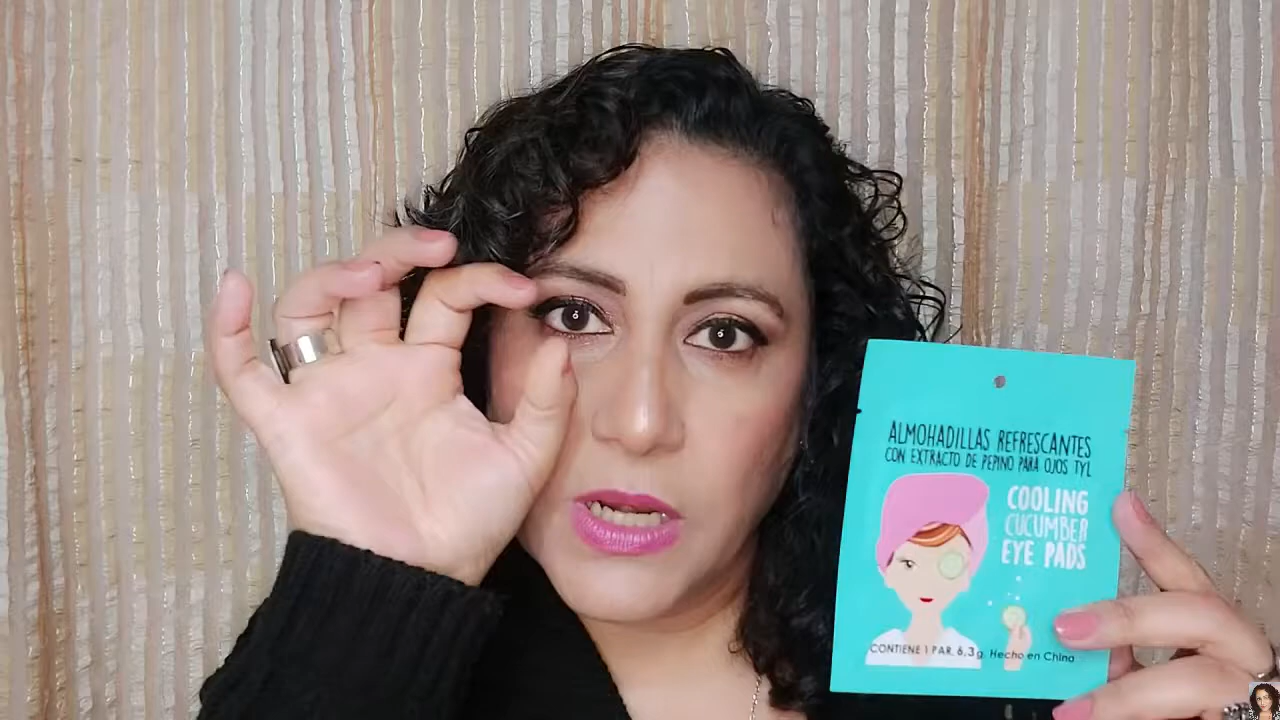 ALMOHADILLAS REFRESCANTES
CON EXTRACTO DE PEPINO PARA OJOS TYL
COOLING
CUCUMBER
EYE PADS
CONTIENE 1 PAR. 6,3g. Hecho en China